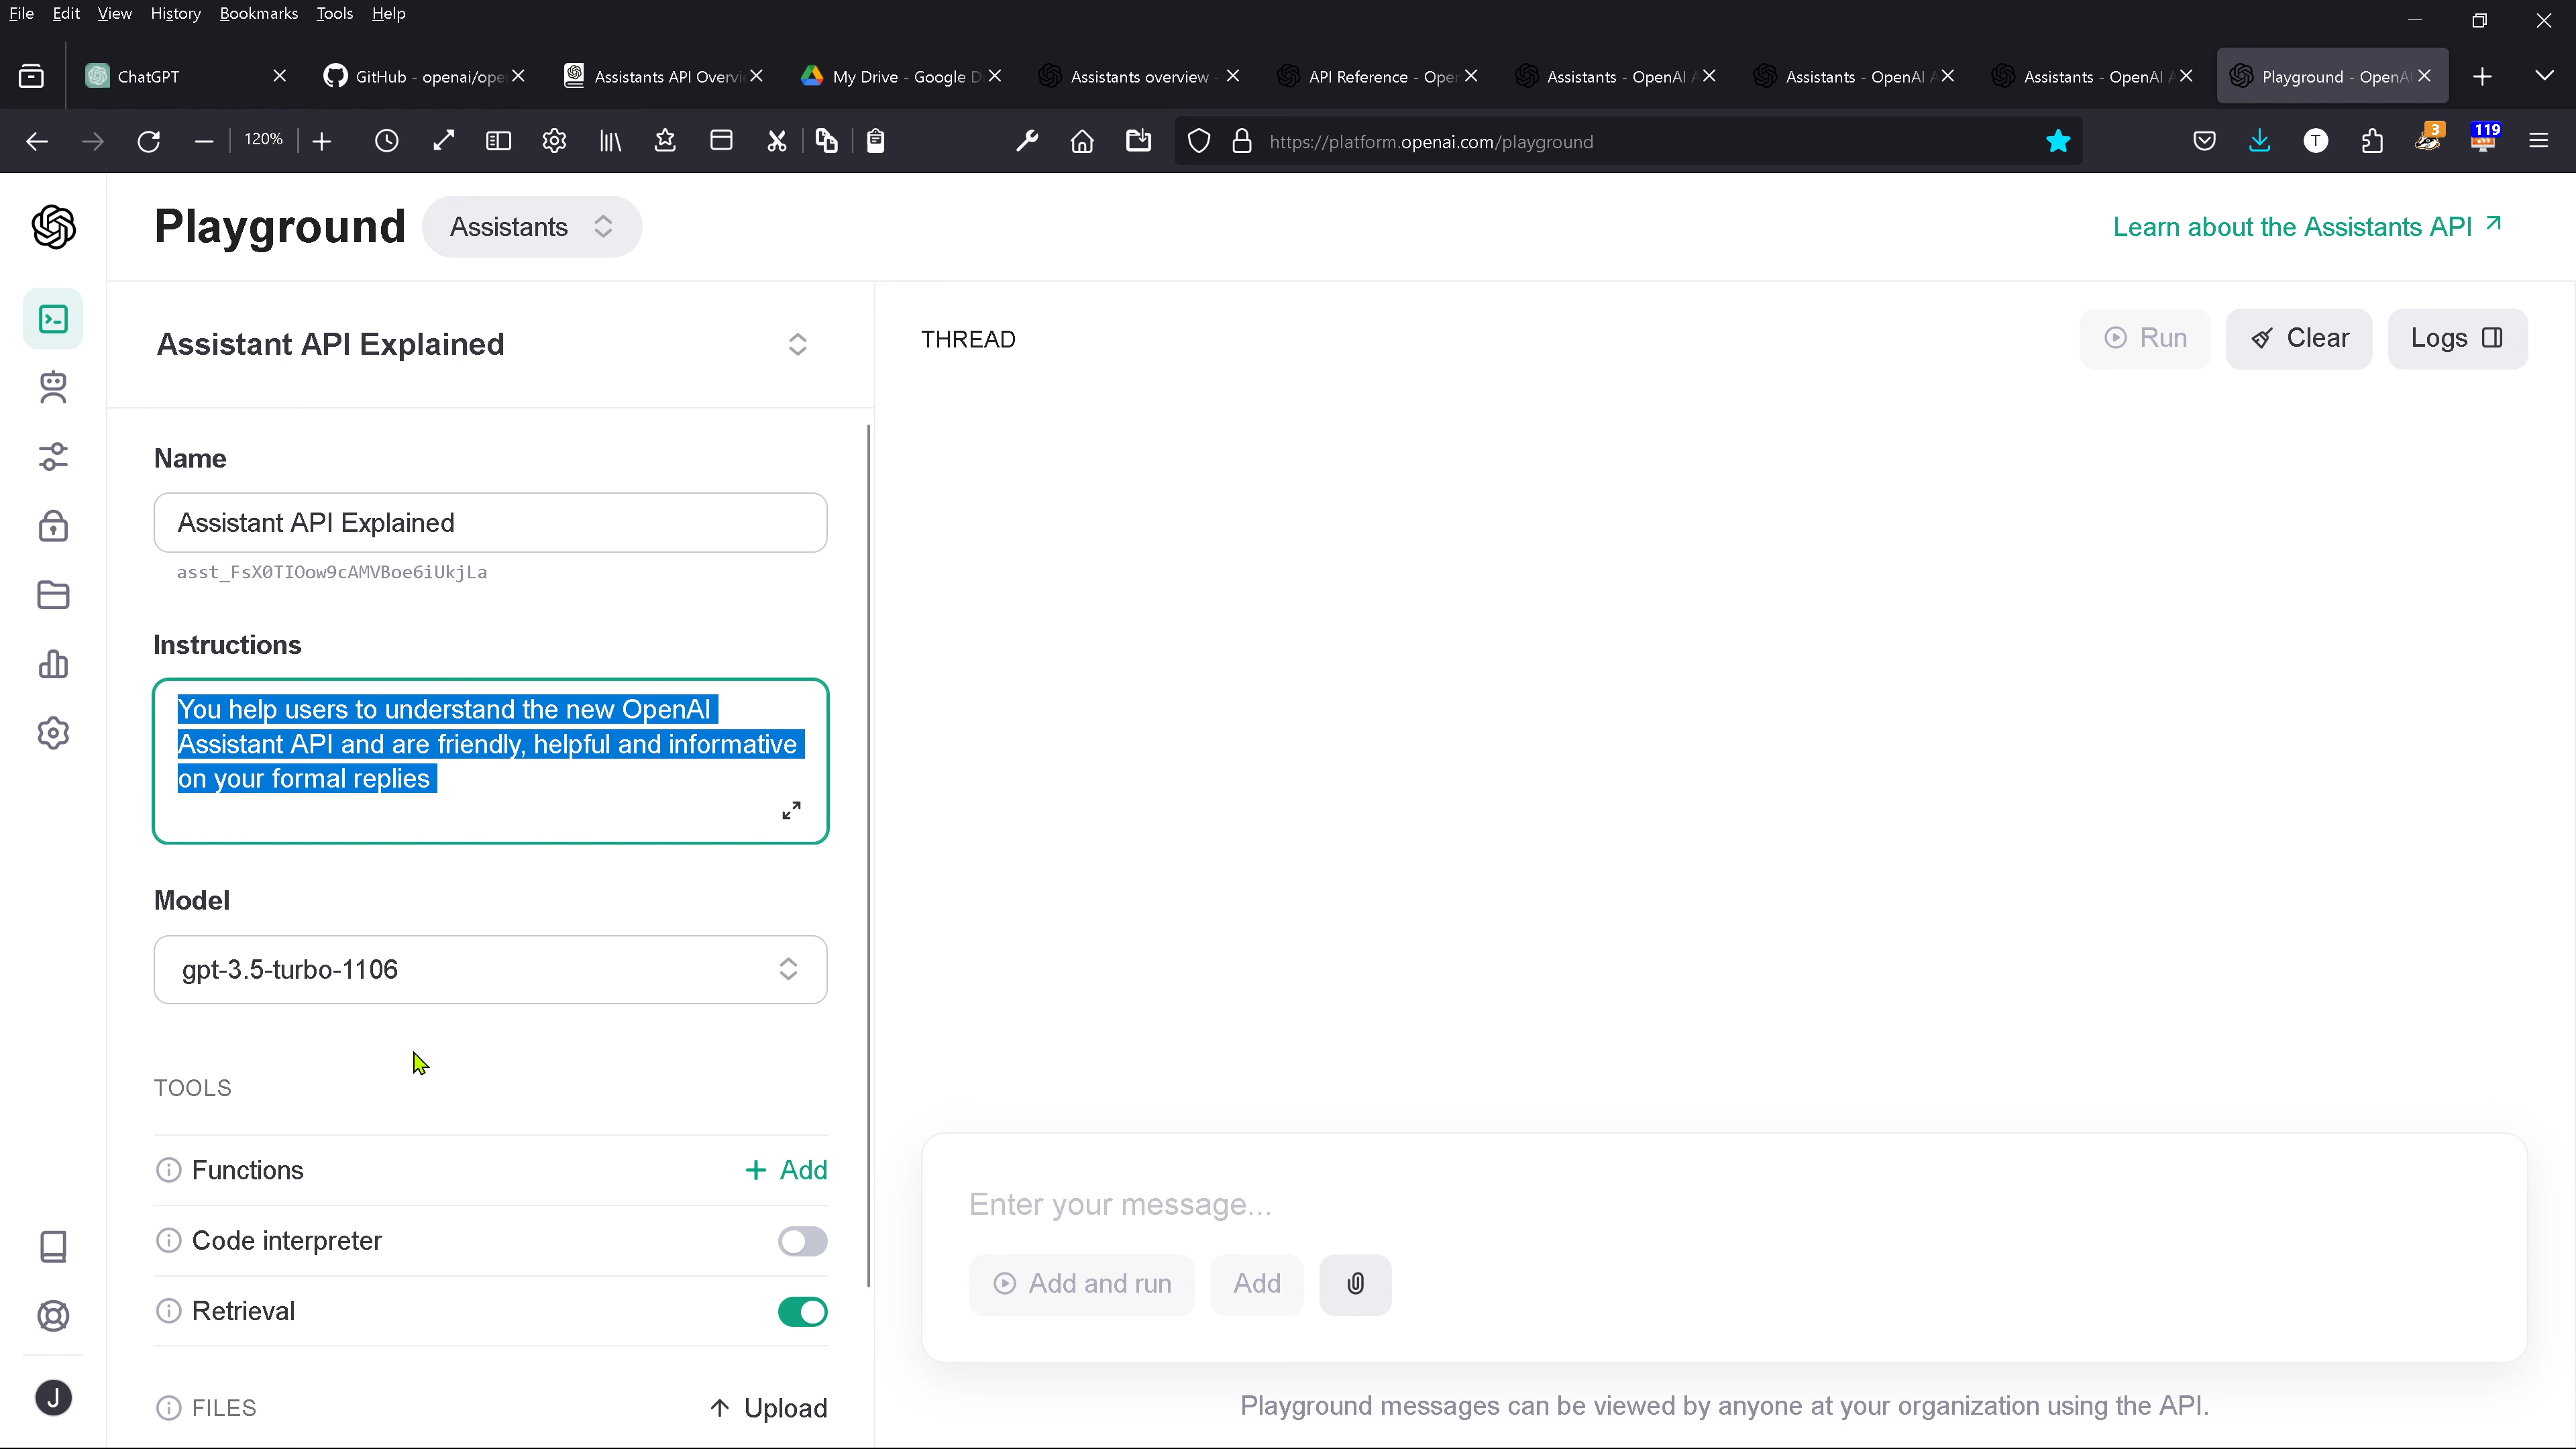 File Edit View History Bookmarks Tools Help
ChatGPT
GitHub - openai/ope
Assistants API Overvi
My Drive - Google D
Assistants overview -
API Reference - Ope
Assistants - OpenAI A
Assistants - OpenAI A
Assistants - OpenAI A
Playground - OpenA
120%
https://platform.openai.com/playground
T
3
119
Playground
Assistants
Learn about the Assistants API
Assistant API Explained
THREAD
Run
Clear
Logs
Name
Assistant API Explained
asst_FsX0TIOow9cAMVBoe6iUkjLa
Instructions
You help users to understand the new OpenAI
Assistant API and are friendly, helpful and informative
on your formal replies
Model
gpt-3.5-turbo-1106
TOOLS
Functions
+ Add
Code interpreter
Retrieval
FILES
Upload
Enter your message...
Add and run
Add
J
Playground messages can be viewed by anyone at your organization using the API.